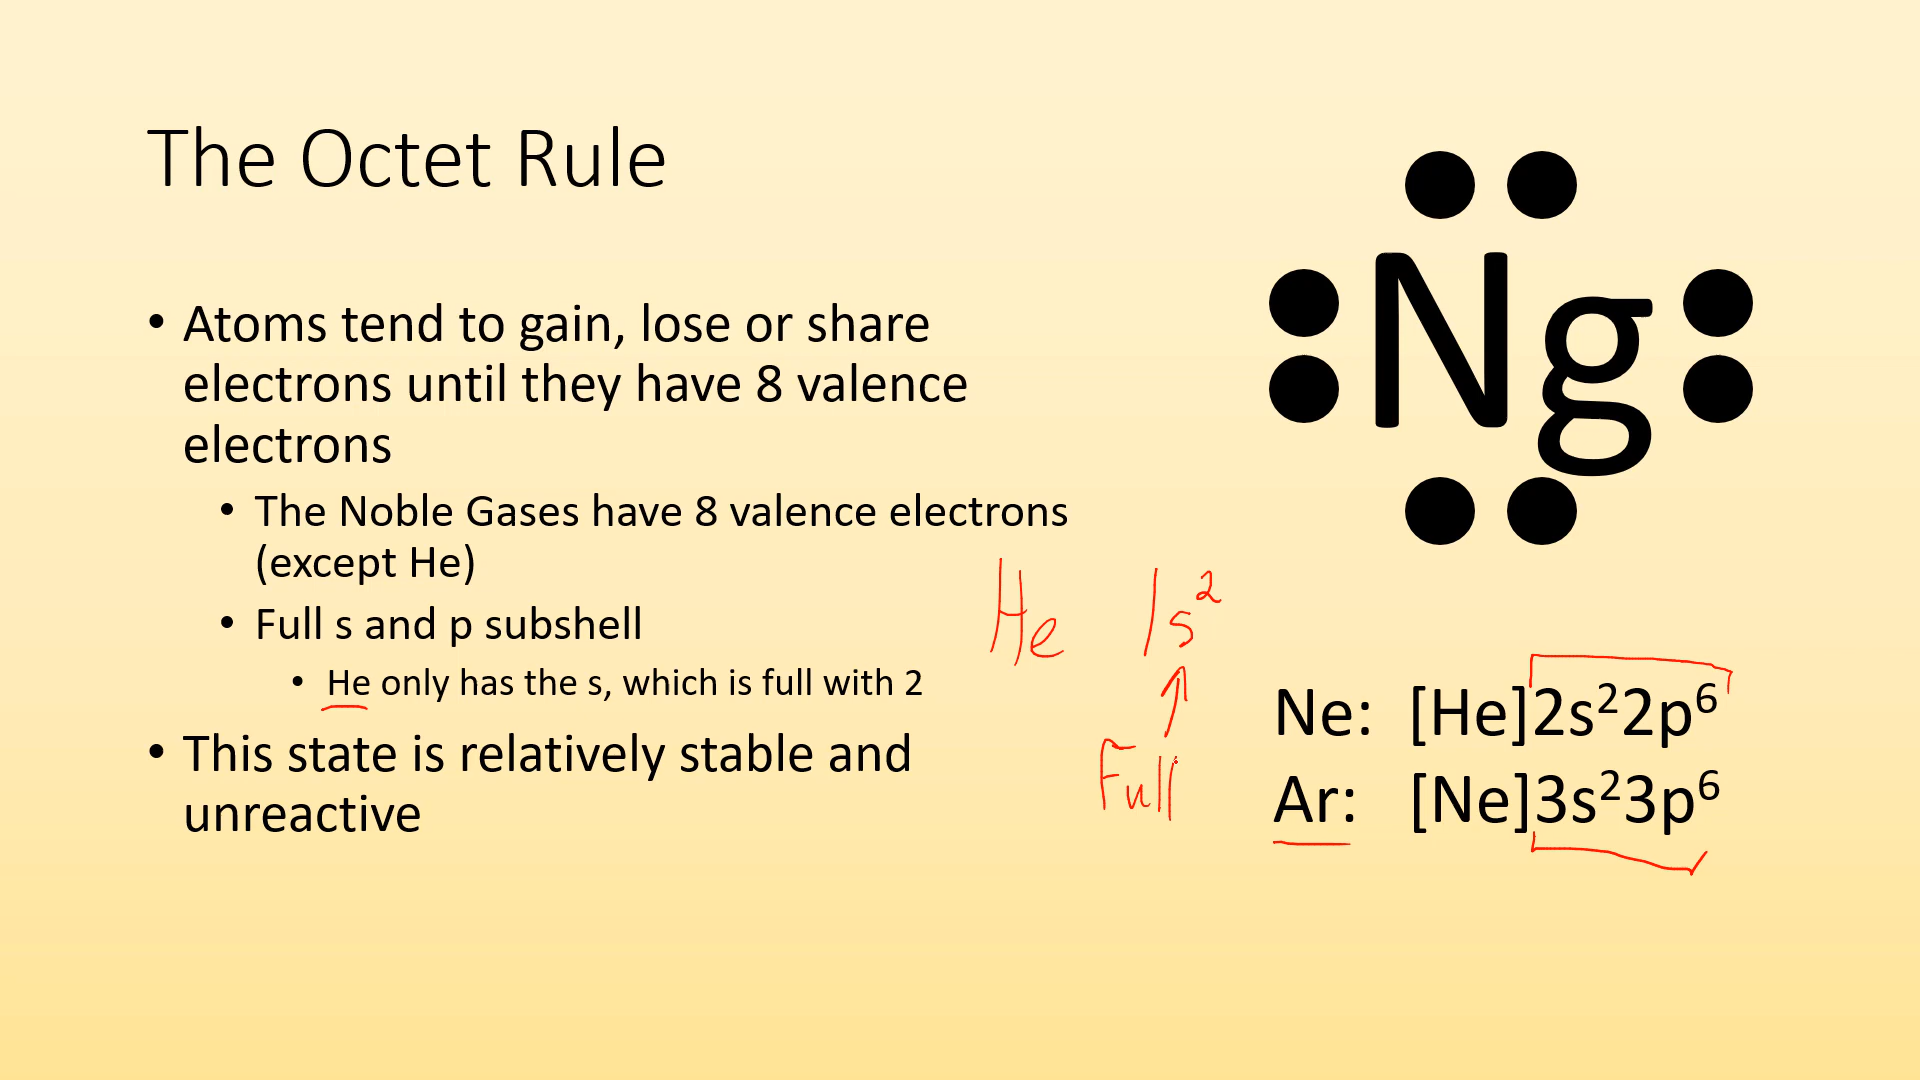 The Octet Rule
• Atoms tend to gain, lose or share
electrons until they have 8 valence
electrons
• The Noble Gases have 8 valence electrons
(except He)
• Full s and p subshell
• He only has the s, which is full with 2
• This state is relatively stable and
unreactive
Ng
He 1s²
Full
Ne: [He]2s²2p⁶
Ar: [Ne]3s²3p⁶